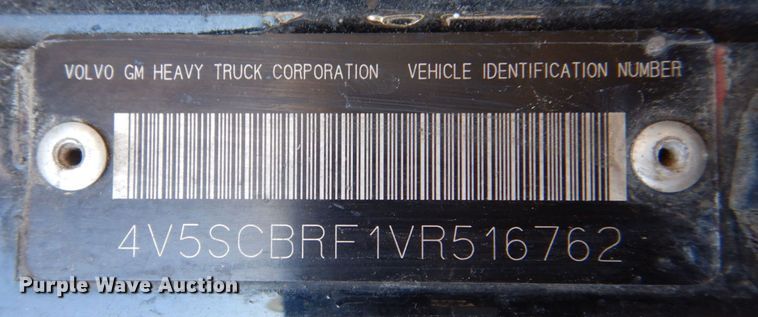 VOLVO GM HEAVY TRUCK CORPORATION VEHICLE IDENTIFICATION NUMBER
4V5SCBRF1VR516762
Purple Wave Auction